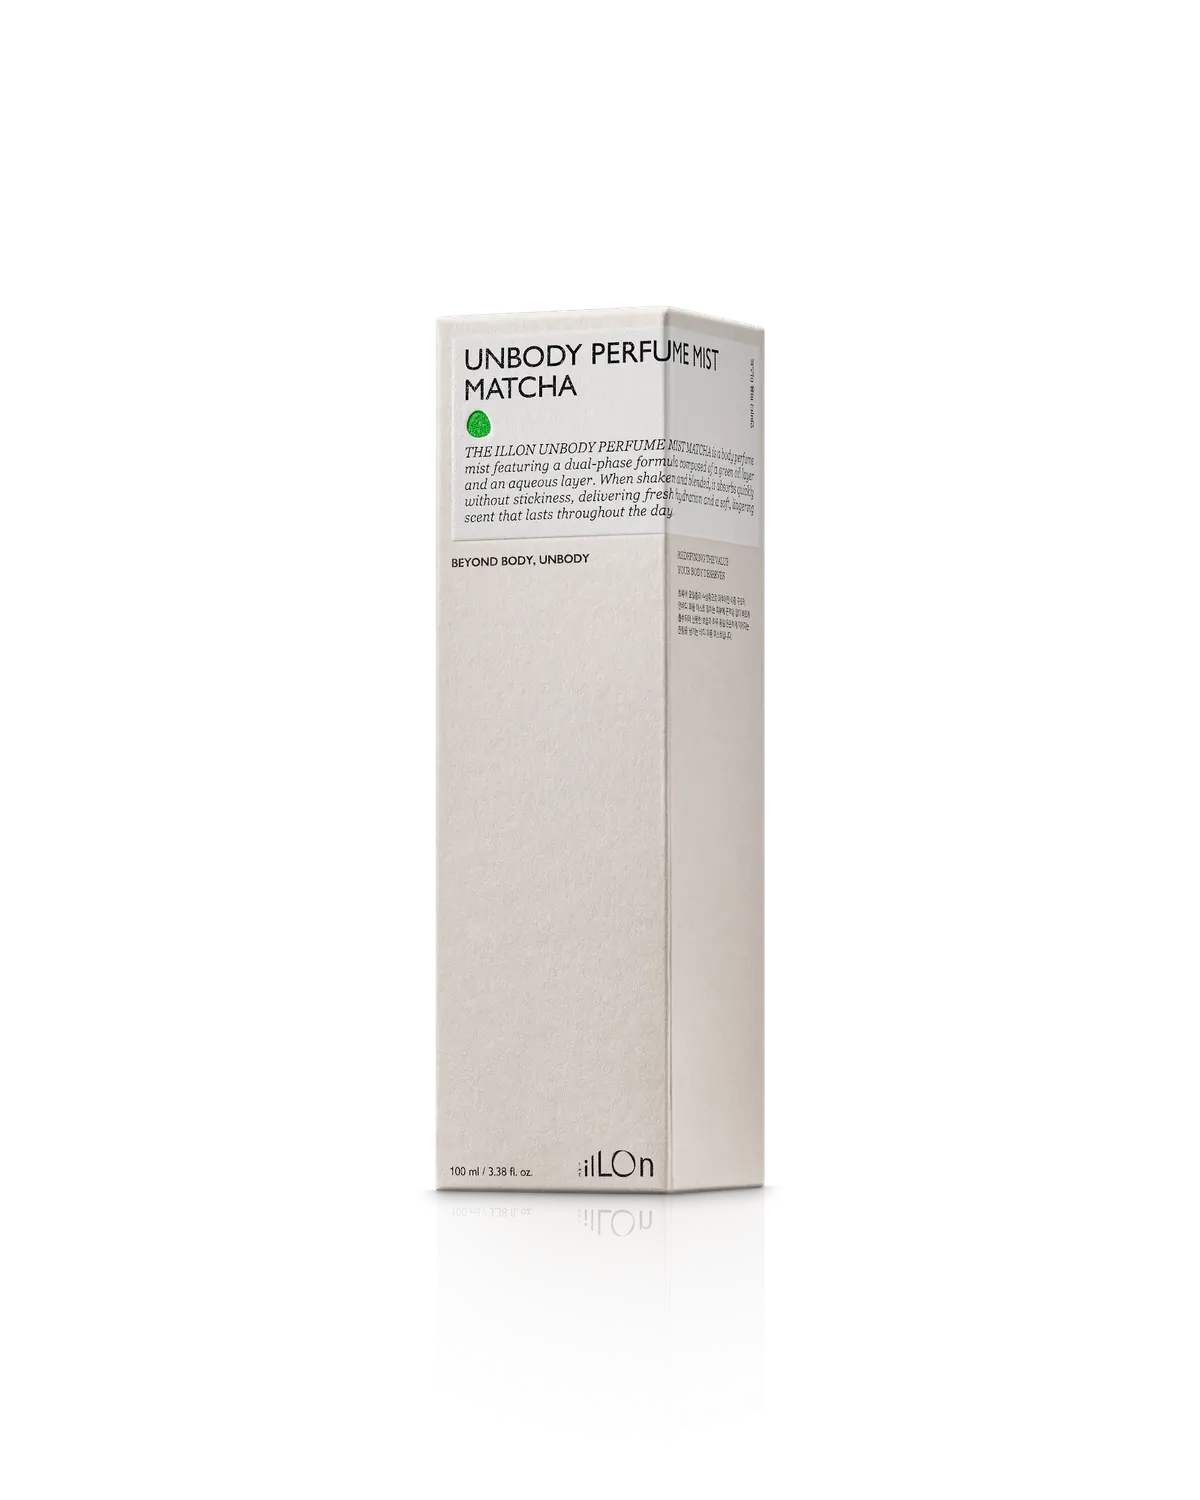 UNBODY PERFUME MIST
MATCHA
THE ILLON UNBODY PERFUME MIST MATCHA is a body perfume
mist featuring a dual-phase formula composed of a green oil layer
and an aqueous layer. When shaken and blended, it absorbs quickly
without stickiness, delivering fresh hydration and a soft, lingering
scent that lasts throughout the day.
BEYOND BODY, UNBODY
REDEFINING THE VALUE
YOUR BODY DESERVES
100 ml / 3.38 fl. oz.
illOn